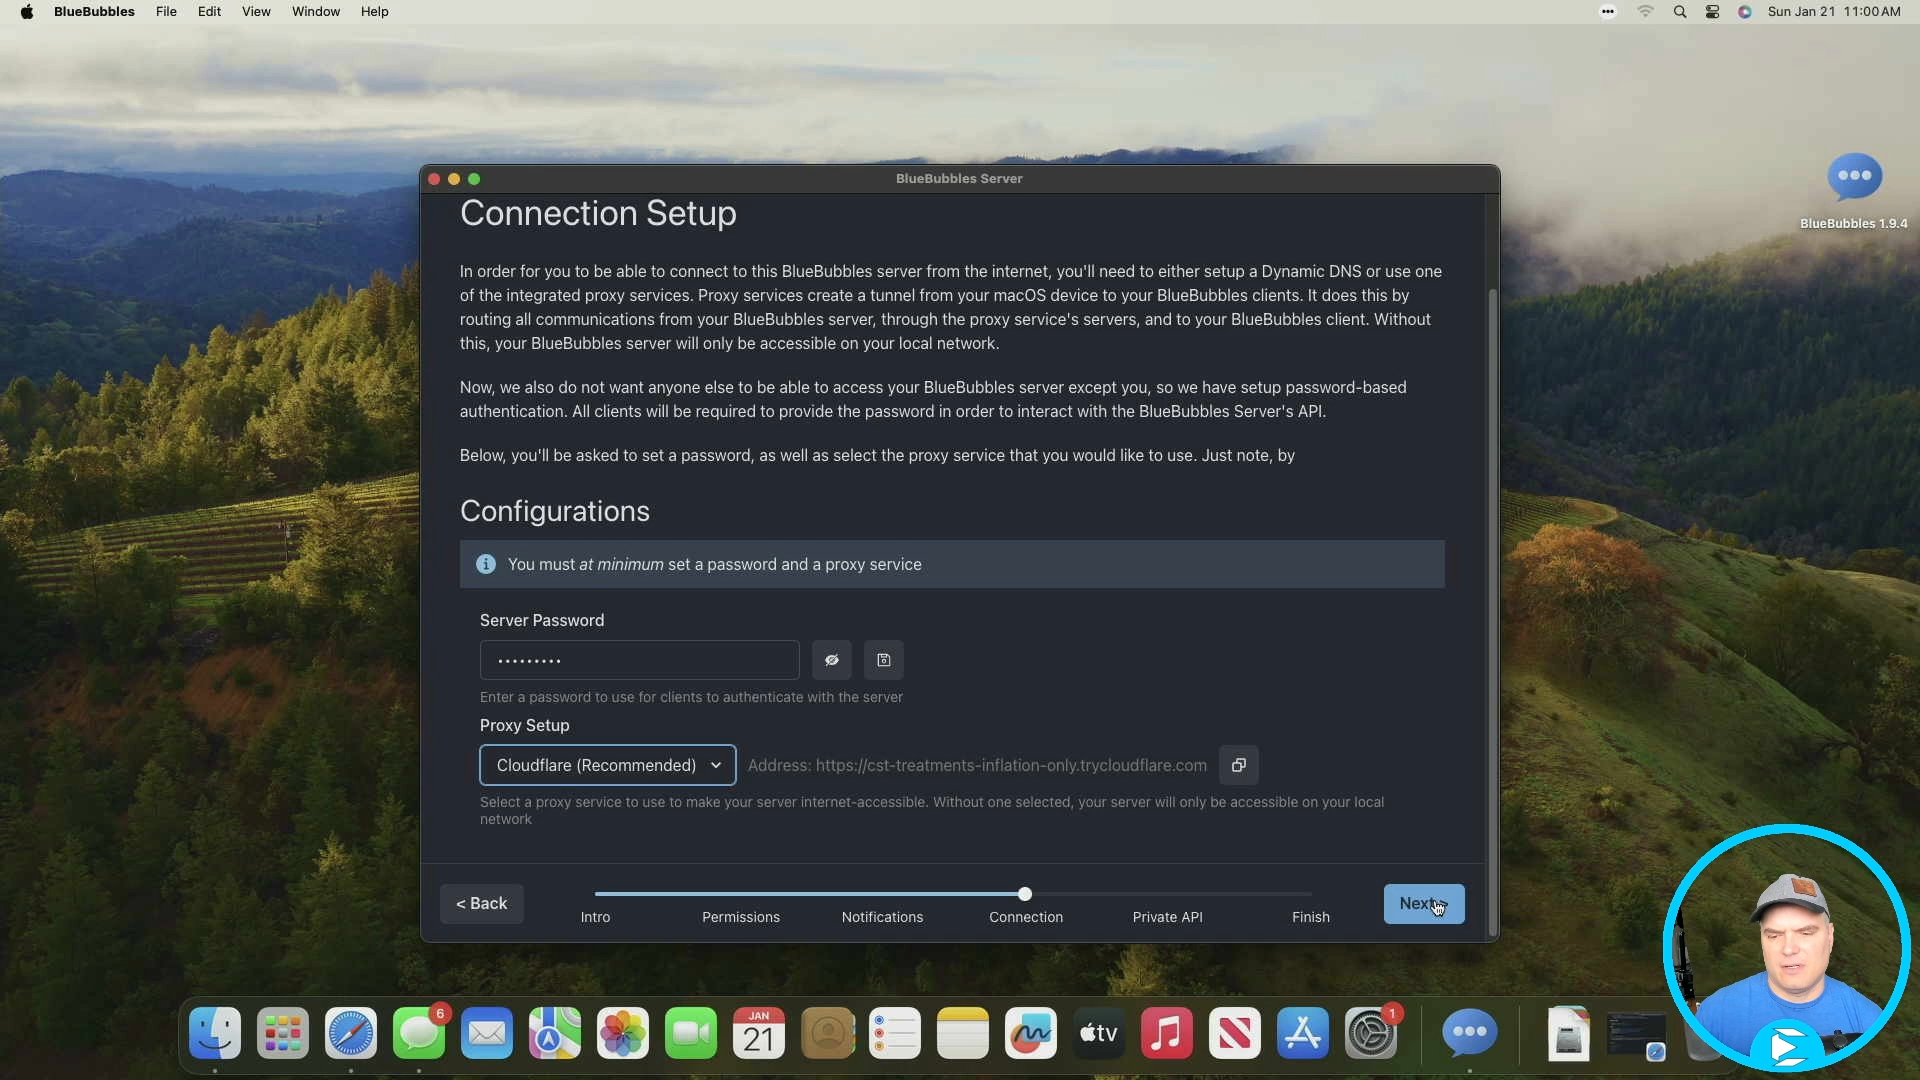 BlueBubbles File Edit View Window Help
Sun Jan 21 11:00 AM
BlueBubbles Server
BlueBubbles 1.9.4
Connection Setup
In order for you to be able to connect to this BlueBubbles server from the internet, you'll need to either setup a Dynamic DNS or use one
of the integrated proxy services. Proxy services create a tunnel from your macOS device to your BlueBubbles clients. It does this by
routing all communications from your BlueBubbles server, through the proxy service's servers, and to your BlueBubbles client. Without
this, your BlueBubbles server will only be accessible on your local network.
Now, we also do not want anyone else to be able to access your BlueBubbles server except you, so we have setup password-based
authentication. All clients will be required to provide the password in order to interact with the BlueBubbles Server's API.
Below, you'll be asked to set a password, as well as select the proxy service that you would like to use. Just note, by
Configurations
You must at minimum set a password and a proxy service
Server Password
Enter a password to use for clients to authenticate with the server
Proxy Setup
Cloudflare (Recommended) Address: https://cst-treatments-inflation-only.trycloudflare.com
Select a proxy service to use to make your server internet-accessible. Without one selected, your server will only be accessible on your local
network
< Back
Next >
Intro Permissions Notifications Connection Private API Finish
6
JAN
21
tv
1